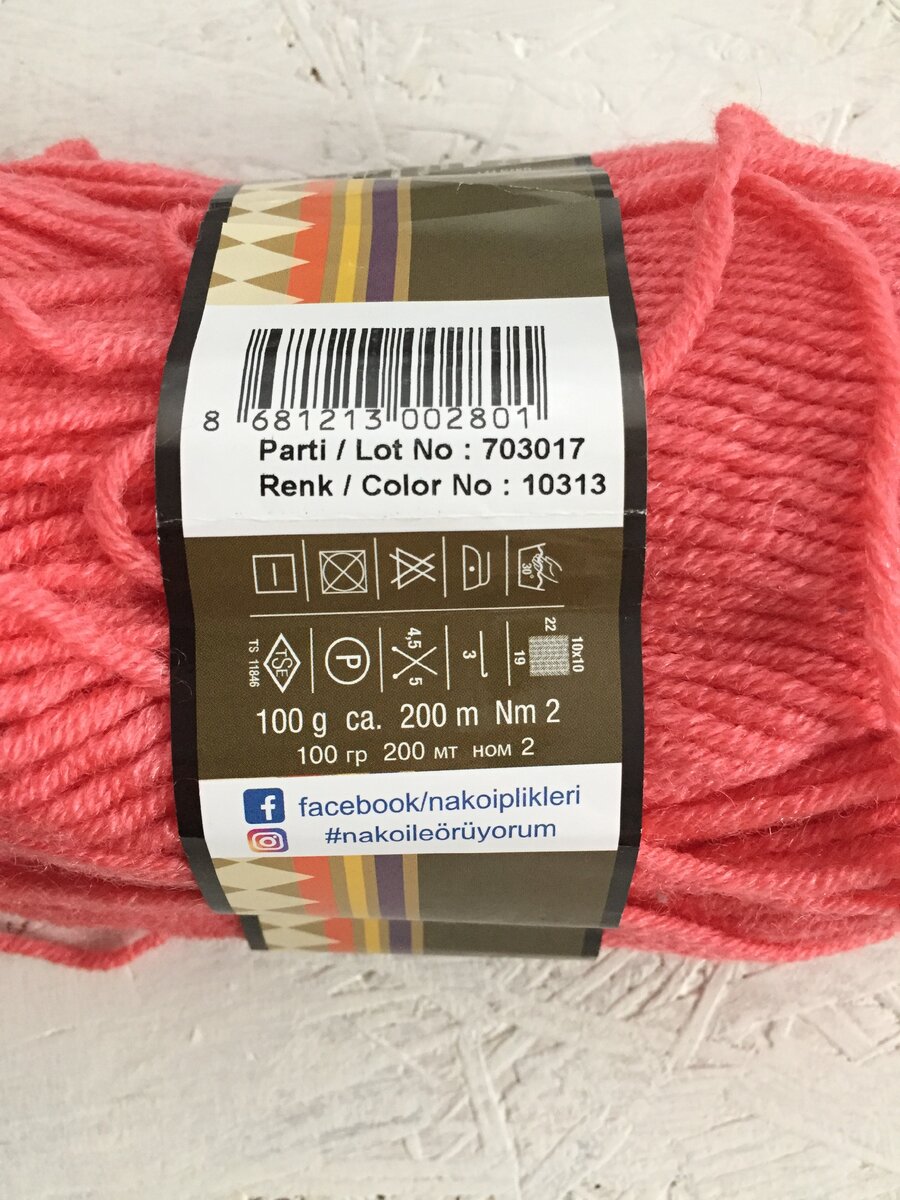 8 681213 002801
Parti / Lot No : 703017
Renk / Color No : 10313
30°
22
10x10
19
3
4,5
5
P
TSE
TS 11846
100 g ca. 200 m Nm 2
100 гр 200 мт ном 2
facebook/nakoiplikleri
#nakoileörüyorum